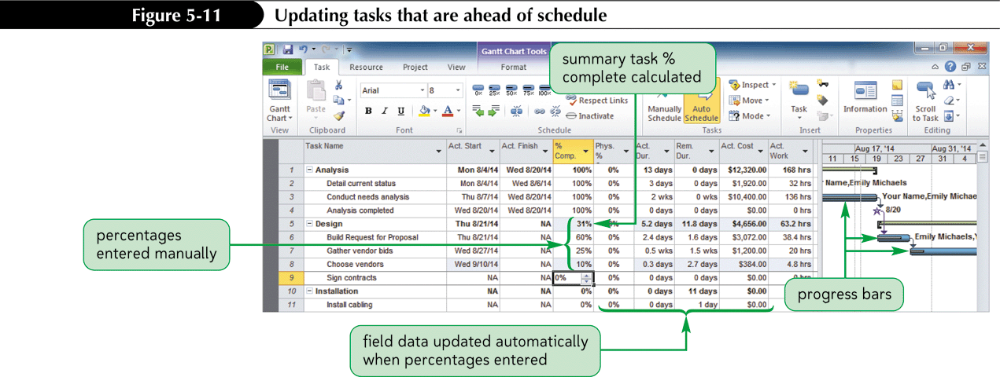 Figure 5-11 Updating tasks that are ahead of schedule
Gantt Chart Tools
File Task Resource Project View Format
summary task %
complete calculated
Gantt
Chart
View
Paste
Clipboard
Arial 8
B I U A
Font
0x 25x 50x 75x 100x
Respect Links
Inactivate
Schedule
Manually
Schedule
Auto
Schedule
Inspect
Move
Mode
Tasks
Task
Insert
Information
Properties
Scroll
to Task
Editing
Task Name Act. Start Act. Finish % Comp. Phys. % Act. Dur. Rem. Dur. Act. Cost Act. Work
Aug 17, '14 Aug 31, '14
11 15 19 23 27 31 4
1 Analysis Mon 8/4/14 Wed 8/20/14 100% 0% 13 days 0 days $12,320.00 168 hrs
2 Detail current status Mon 8/4/14 Wed 8/6/14 100% 0% 3 days 0 days $1,920.00 32 hrs Name,Emily Michaels
3 Conduct needs analysis Thu 8/7/14 Wed 8/20/14 100% 0% 2 wks 0 wks $10,400.00 136 hrs Your Name,Emily Michae
4 Analysis completed Wed 8/20/14 Wed 8/20/14 100% 0% 0 days 0 days $0.00 0 hrs 8/20
5 Design Thu 8/21/14 NA 31% 5.2 days 11.8 days $4,656.00 63.2 hrs
6 Build Request for Proposal Thu 8/21/14 NA 60% 0% 2.4 days 1.6 days $3,072.00 38.4 hrs Emily Michaels,
7 Gather vendor bids Wed 8/27/14 NA 25% 0% 0.5 wks 1.5 wks $1,200.00 20 hrs
8 Choose vendors Wed 9/10/14 NA 10% 0% 0.3 days 2.7 days $384.00 4.8 hrs
9 Sign contracts NA NA 0% 0% 0 days 0 days $0.00 0 hrs
10 Installation NA NA 0% 0% 0 days 11 days $0.00
11 Install cabling NA NA 0% 0% 0 days 1 day $0.00
percentages
entered manually
progress bars
field data updated automatically
when percentages entered